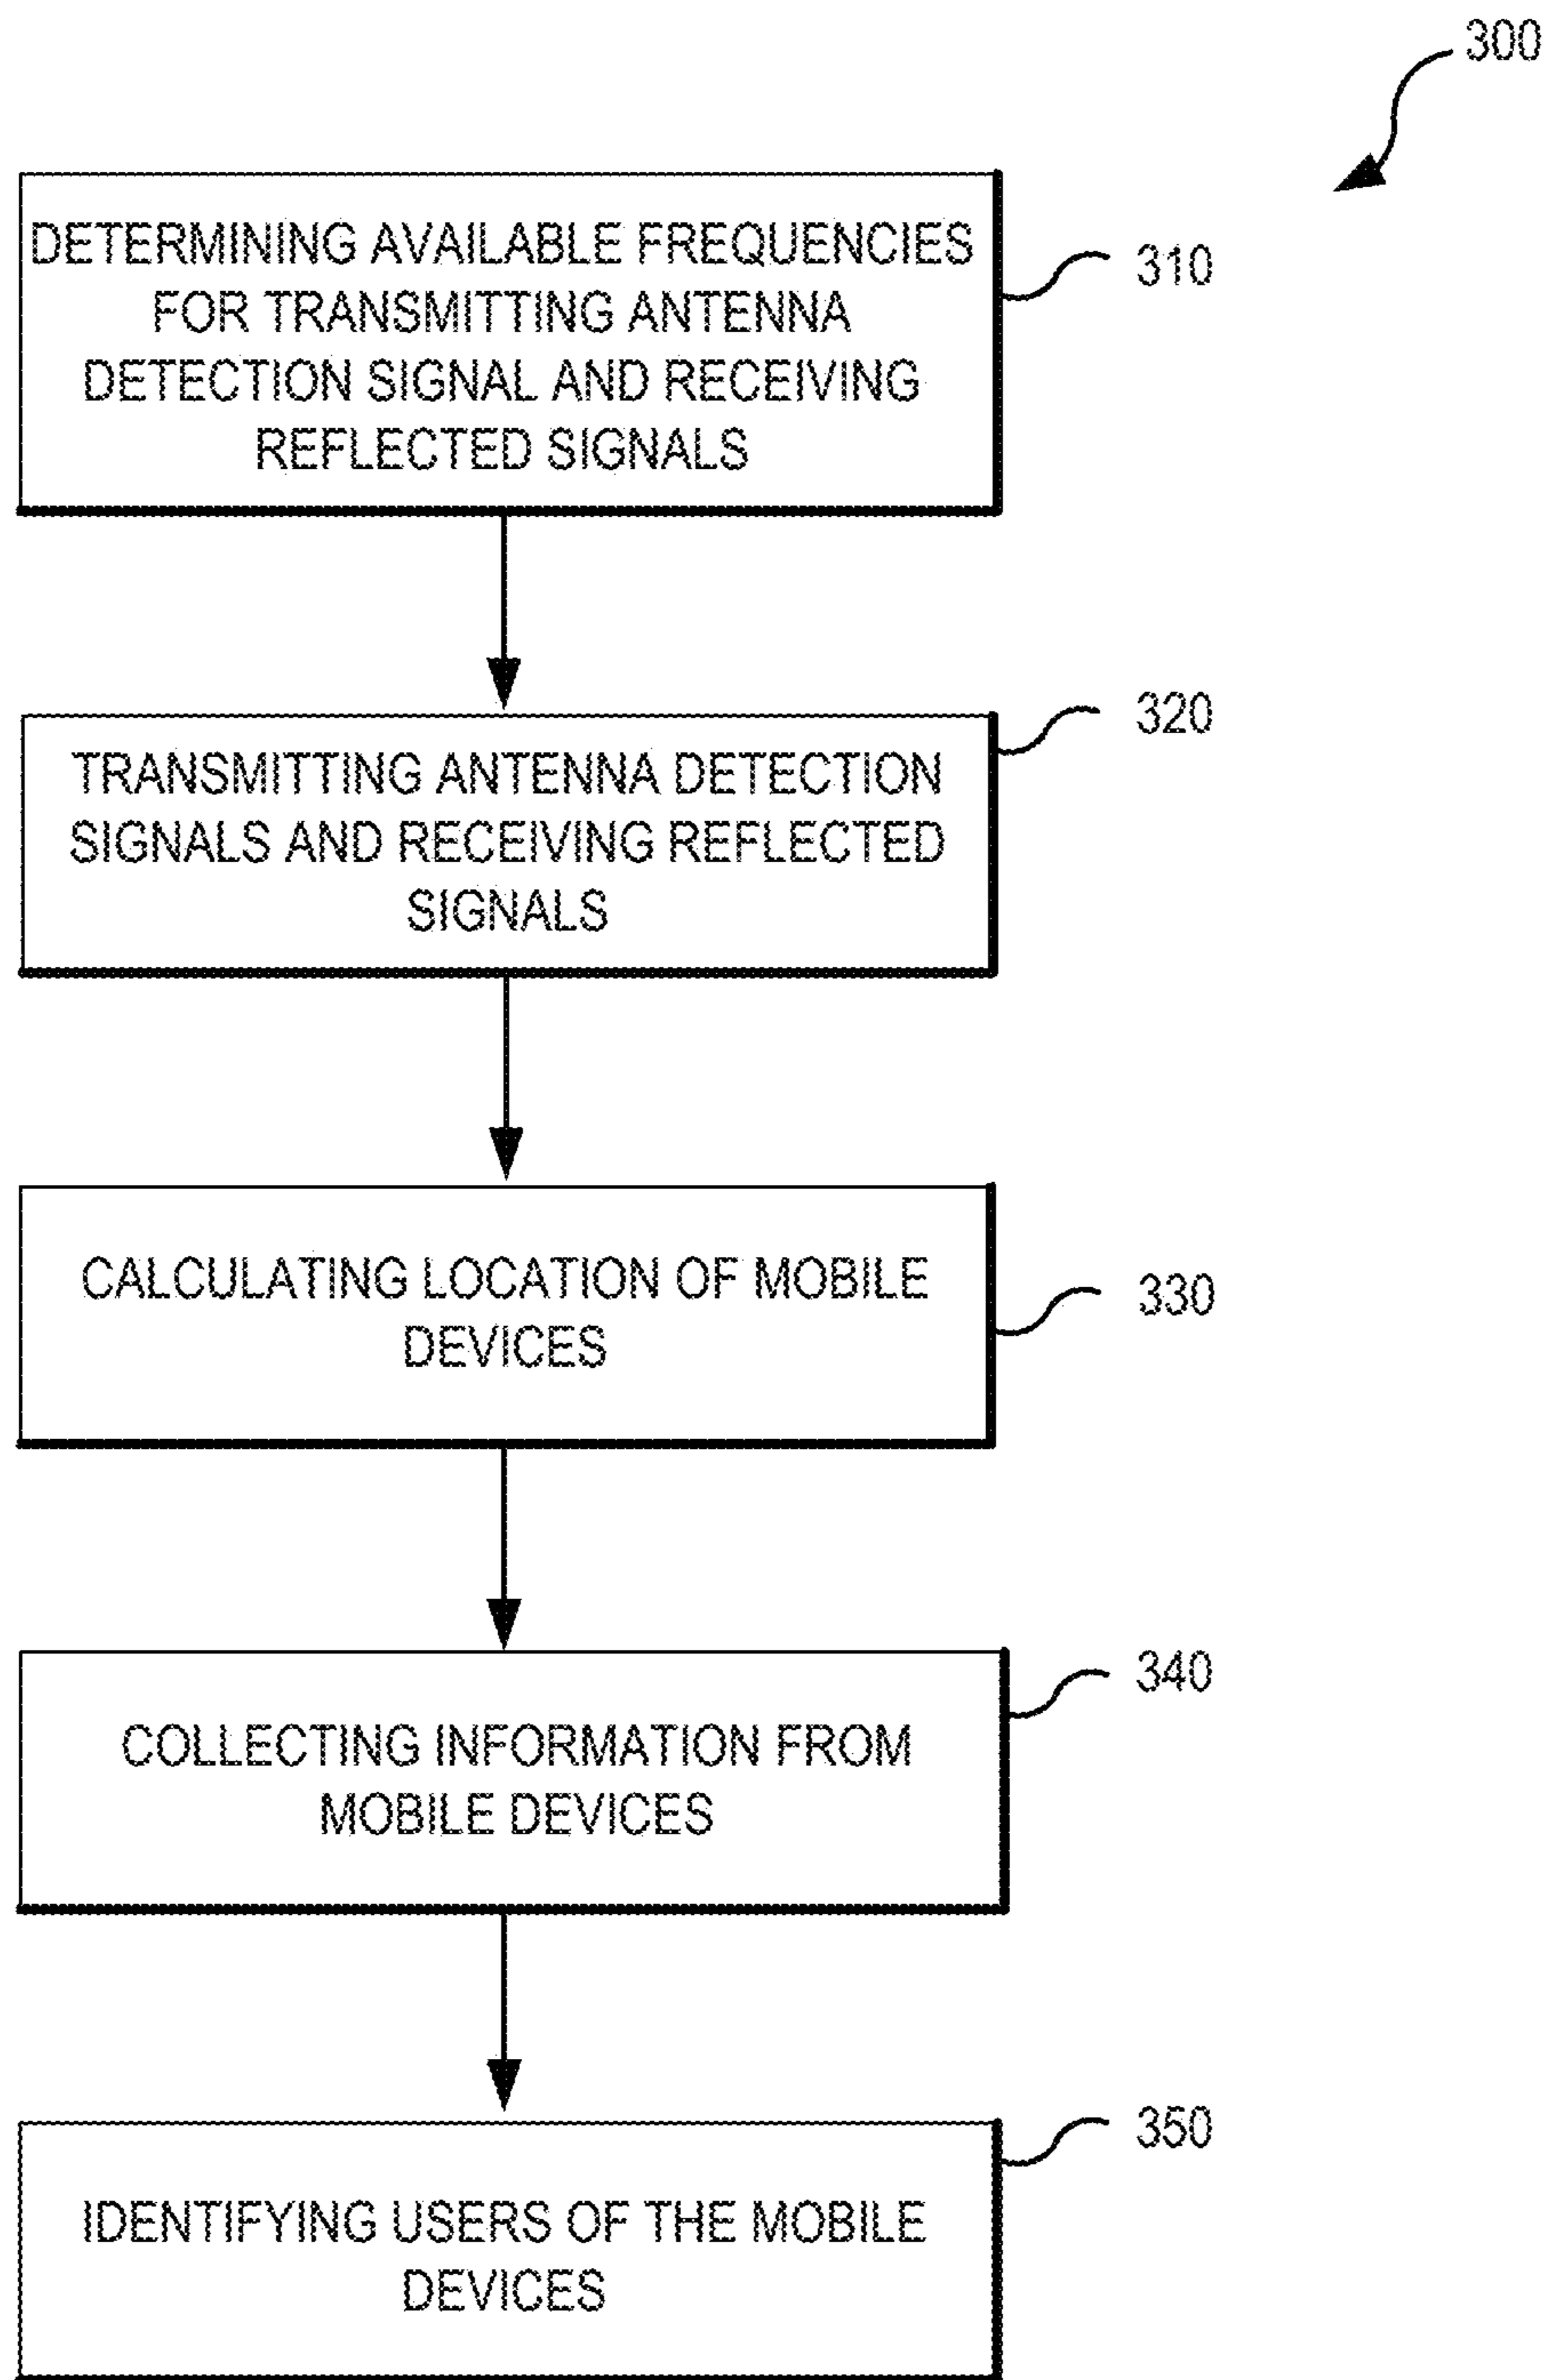 300
DETERMINING AVAILABLE FREQUENCIES
FOR TRANSMITTING ANTENNA
DETECTION SIGNAL AND RECEIVING
REFLECTED SIGNALS
310
TRANSMITTING ANTENNA DETECTION
SIGNALS AND RECEIVING REFLECTED
SIGNALS
320
CALCULATING LOCATION OF MOBILE
DEVICES
330
COLLECTING INFORMATION FROM
MOBILE DEVICES
340
IDENTIFYING USERS OF THE MOBILE
DEVICES
350